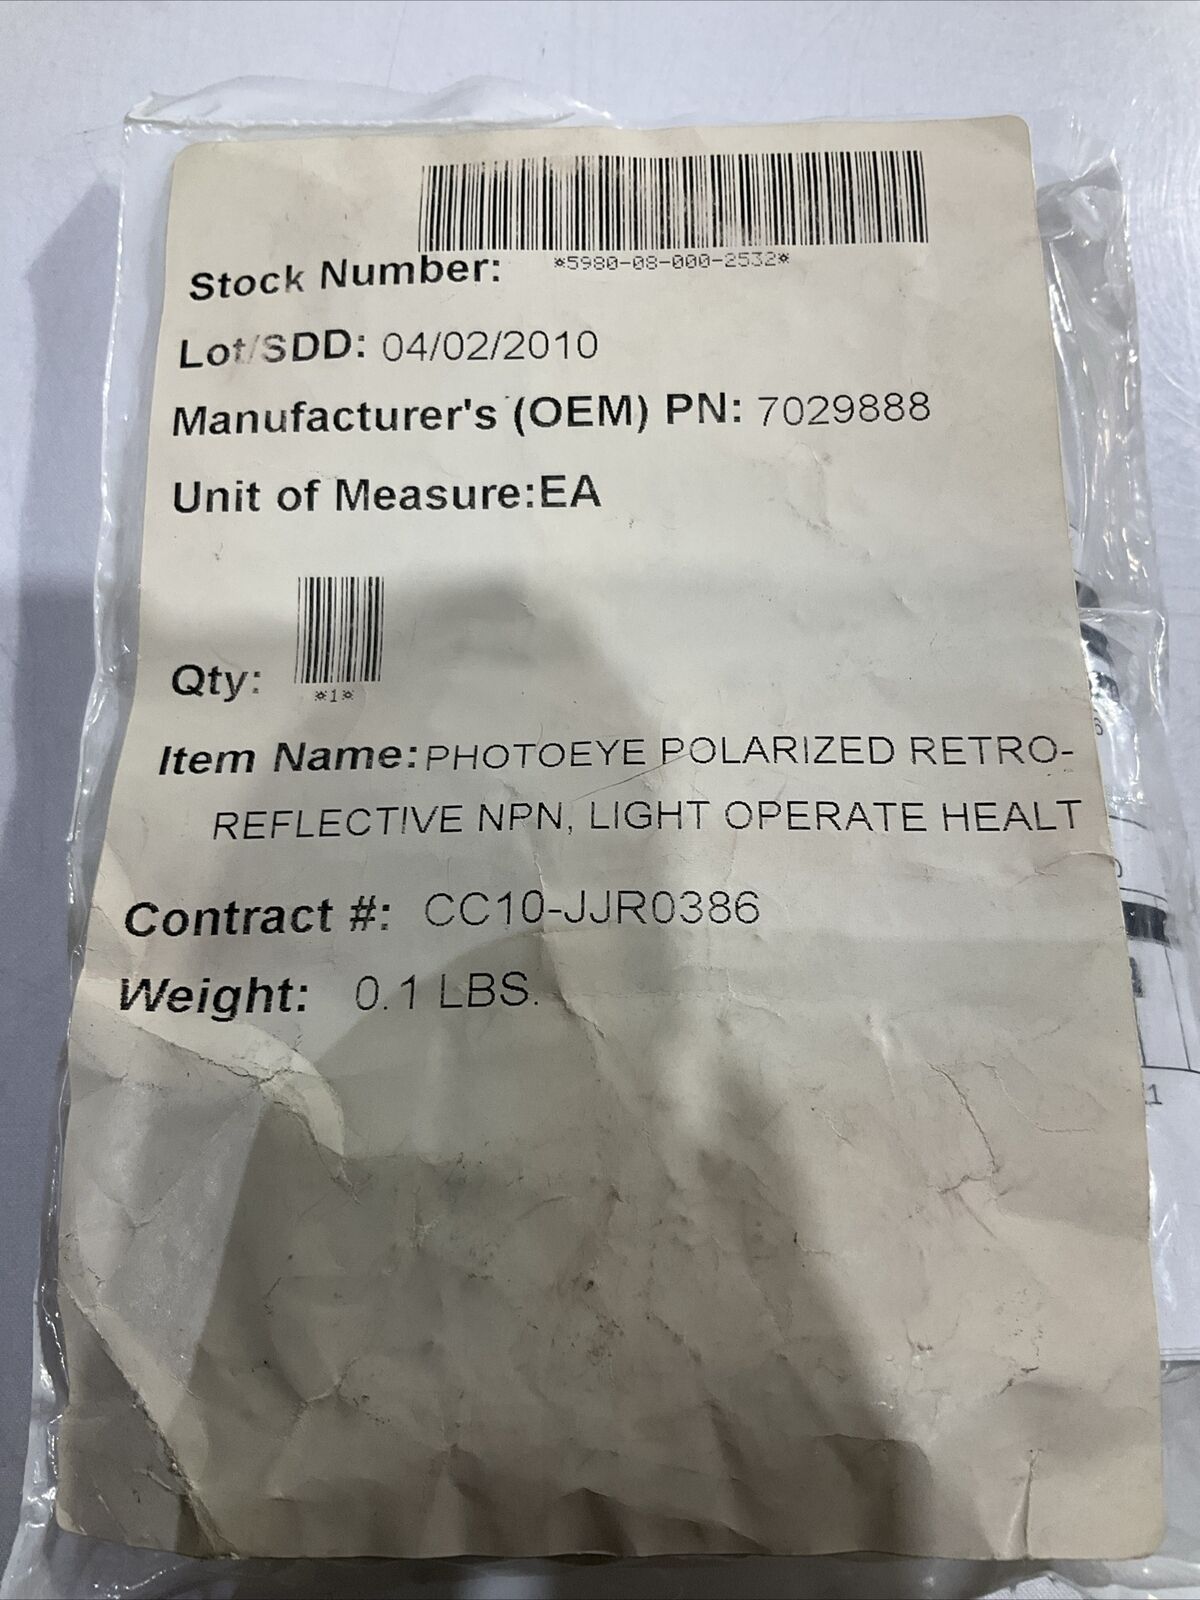 Stock Number: *5980-08-000-2532*
Lot/SDD: 04/02/2010
Manufacturer's (OEM) PN: 7029888
Unit of Measure:EA
Qty: *1*
Item Name: PHOTOEYE POLARIZED RETRO-
REFLECTIVE NPN, LIGHT OPERATE HEALT
Contract #: CC10-JJR0386
Weight: 0.1 LBS.
6
1